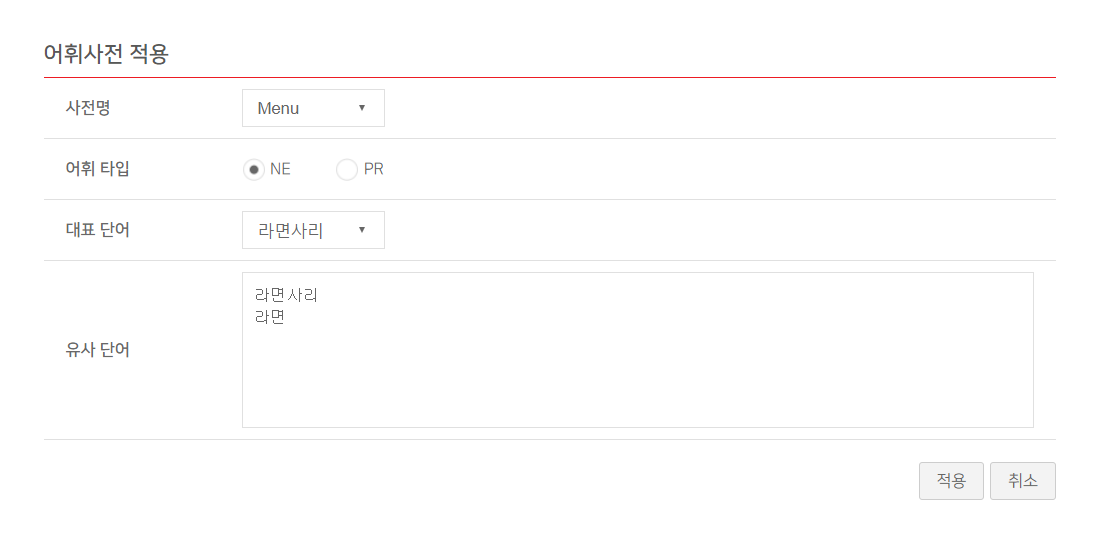 어휘사전 적용
사전명 Menu
어휘 타입 NE PR
대표 단어 라면사리
라면사리
라면
유사 단어
적용 취소